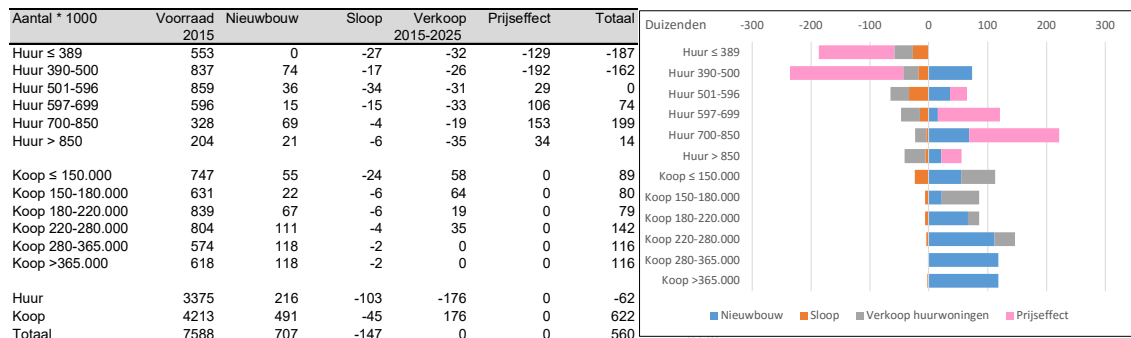 Aantal * 1000 Voorraad Nieuwbouw Sloop Verkoop Prijseffect Totaal
2015 2015-2025
Huur ≤ 389 553 0 -27 -32 -129 -187
Huur 390-500 837 74 -17 -26 -192 -162
Huur 501-596 859 36 -34 -31 29 0
Huur 597-699 596 15 -15 -33 106 74
Huur 700-850 328 69 -4 -19 153 199
Huur > 850 204 21 -6 -35 34 14
Koop ≤ 150.000 747 55 -24 58 0 89
Koop 150-180.000 631 22 -6 64 0 80
Koop 180-220.000 839 67 -6 19 0 79
Koop 220-280.000 804 111 -4 35 0 142
Koop 280-365.000 574 118 -2 0 0 116
Koop >365.000 618 118 -2 0 0 116
Huur 3375 216 -103 -176 0 -62
Koop 4213 491 -45 176 0 622
Totaal 7588 707 -147 0 0 560
Duizenden -200 -100 0 100 200 300
Huur ≤ 389
Huur 390-500
Huur 501-596
Huur 597-699
Huur 700-850
Huur > 850
Koop ≤ 150.000
Koop 150-180.000
Koop 180-220.000
Koop 220-280.000
Koop 280-365.000
Koop >365.000
Nieuwbouw Sloop Verkoop huurwoningen Prijseffect